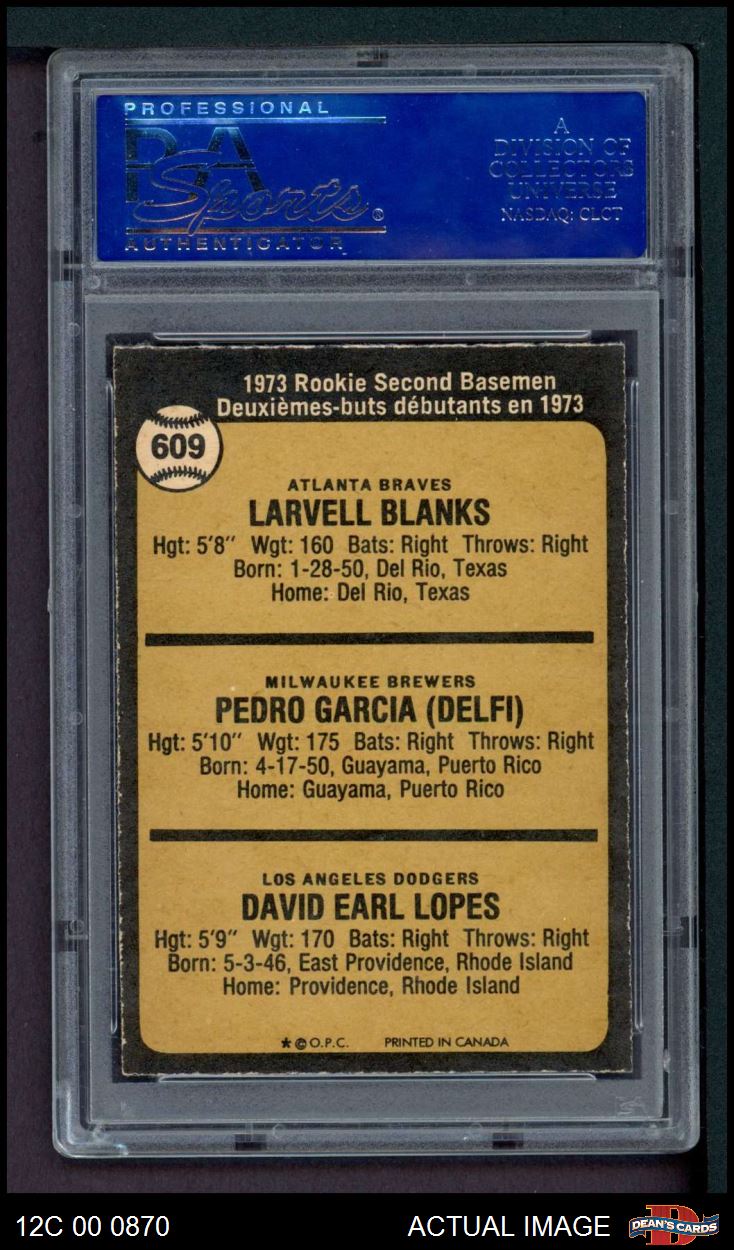 PROFESSIONAL
PSA
Sports®
AUTHENTICATOR
A
DIVISION OF
COLLECTORS
UNIVERSE
NASDAQ: CLCT
1973 Rookie Second Basemen
Deuxièmes-buts débutants en 1973
609
ATLANTA BRAVES
LARVELL BLANKS
Hgt: 5'8" Wgt: 160 Bats: Right Throws: Right
Born: 1-28-50, Del Rio, Texas
Home: Del Rio, Texas
MILWAUKEE BREWERS
PEDRO GARCIA (DELFI)
Hgt: 5'10" Wgt: 175 Bats: Right Throws: Right
Born: 4-17-50, Guayama, Puerto Rico
Home: Guayama, Puerto Rico
LOS ANGELES DODGERS
DAVID EARL LOPES
Hgt: 5'9" Wgt: 170 Bats: Right Throws: Right
Born: 5-3-46, East Providence, Rhode Island
Home: Providence, Rhode Island
★ © O.P.C. PRINTED IN CANADA
12C 00 0870 ACTUAL IMAGE
D
DEAN'S CARDS